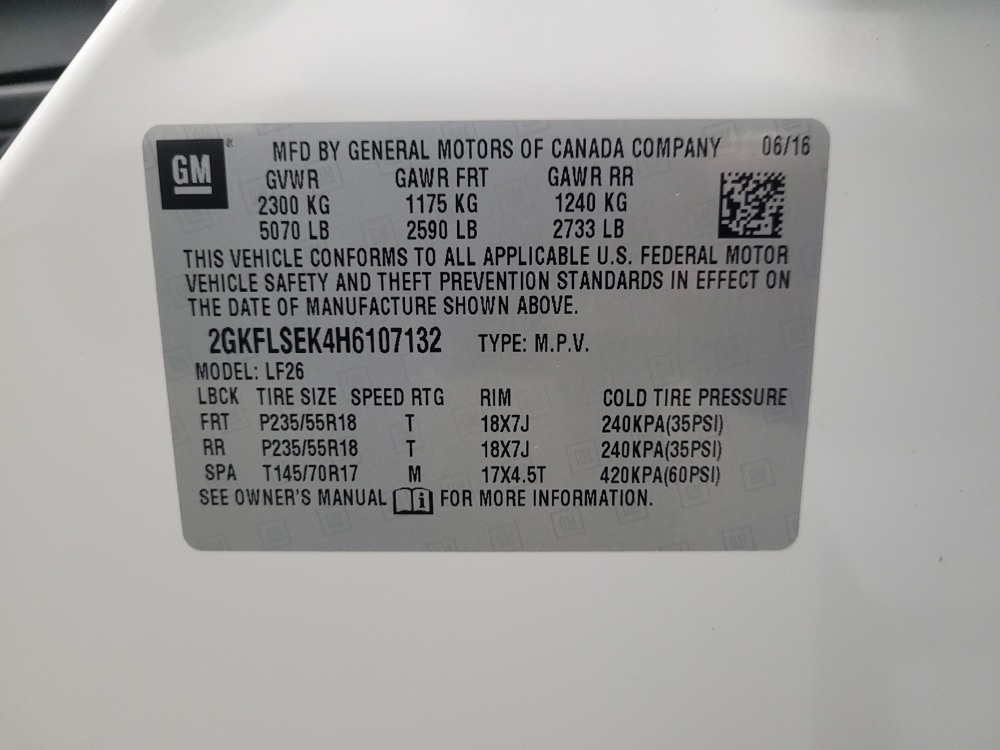 GM
MFD BY GENERAL MOTORS OF CANADA COMPANY 06/16
GVWR GAWR FRT GAWR RR
2300 KG 1175 KG 1240 KG
5070 LB 2590 LB 2733 LB
THIS VEHICLE CONFORMS TO ALL APPLICABLE U.S. FEDERAL MOTOR
VEHICLE SAFETY AND THEFT PREVENTION STANDARDS IN EFFECT ON
THE DATE OF MANUFACTURE SHOWN ABOVE.
2GKFLSEK4H6107132 TYPE: M.P.V.
MODEL: LF26
LBCK TIRE SIZE SPEED RTG RIM COLD TIRE PRESSURE
FRT P235/55R18 T 18X7J 240KPA(35PSI)
RR P235/55R18 T 18X7J 240KPA(35PSI)
SPA T145/70R17 M 17X4.5T 420KPA(60PSI)
SEE OWNER'S MANUAL i FOR MORE INFORMATION.